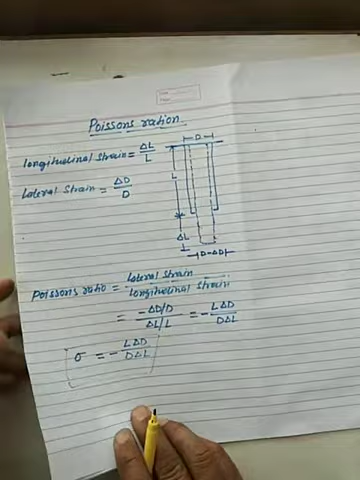 Poissons ration
Longitudinal strain = ΔL/L
Lateral strain = ΔD/D
D
L
ΔL
D-ΔD
Poissons ratio = Lateral strain/Longitudinal strain
= -ΔD/D / ΔL/L = - LΔD/DΔL
σ = - LΔD/DΔL